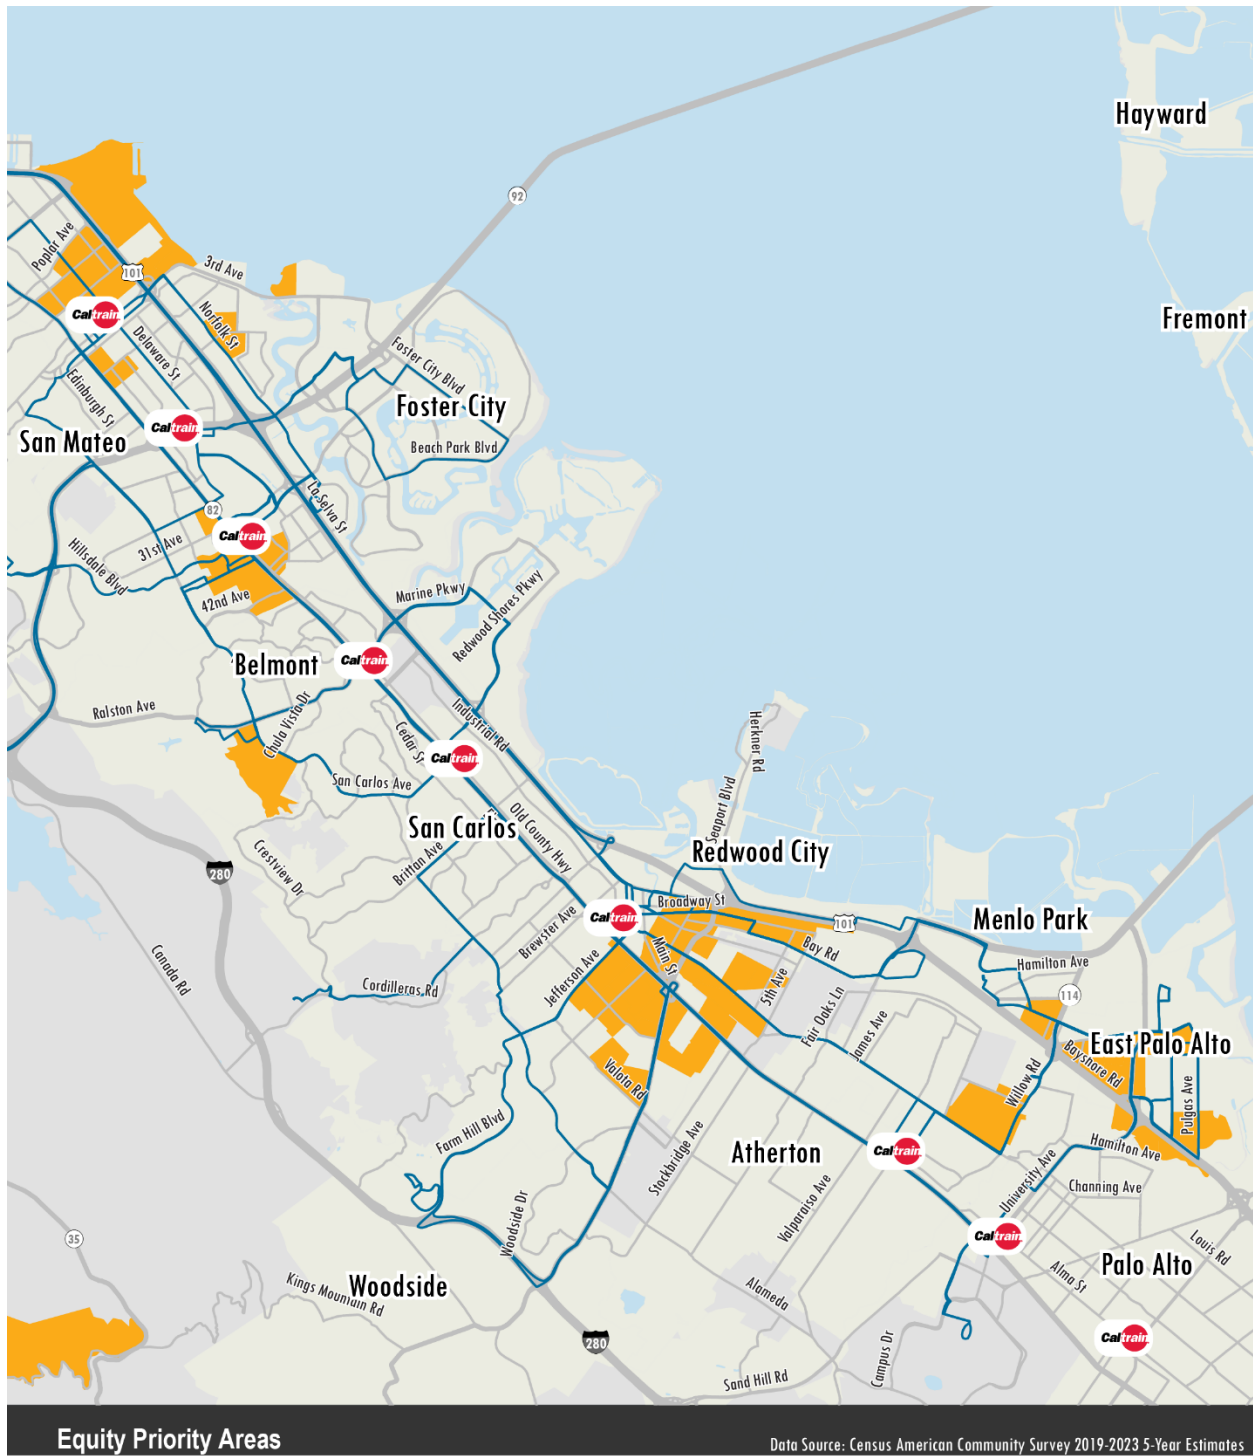 Hayward
92
Poplar Ave
101
3rd Ave
Fremont
Caltrain
Norfolk St
Delaware St
Foster City Blvd
Edinburgh St
Foster City
Caltrain
San Mateo
Beach Park Blvd
La Selva St
82
Caltrain
31st Ave
Hillsdale Blvd
42nd Ave
Marine Pkwy
Redwood Shores Pkwy
Belmont
Caltrain
Ralston Ave
Chula Vista Dr
Industrial Rd
Herkner Rd
Cedar St
Caltrain
San Carlos Ave
Seaport Blvd
San Carlos
Old County Hwy
Redwood City
Crestview Dr
Brittan Ave
280
Broadway St
Caltrain
Brewster Ave
101
Menlo Park
Main St
Bay Rd
Canada Rd
Hamilton Ave
Jefferson Ave
5th Ave
Cordilleras Rd
Fair Oaks Ln
114
James Ave
East Palo Alto
Bayshore Rd
Valota Rd
Willow Rd
Pulgas Ave
Farm Hill Blvd
Stockbridge Ave
Atherton
Caltrain
Hamilton Ave
University Ave
Channing Ave
Valparaiso Ave
Woodside Dr
35
Caltrain
Louis Rd
Palo Alto
Alma St
Kings Mountain Rd
Woodside
Alameda
280
Caltrain
Campus Dr
Sand Hill Rd
Equity Priority Areas
Data Source: Census American Community Survey 2019-2023 5-Year Estimates